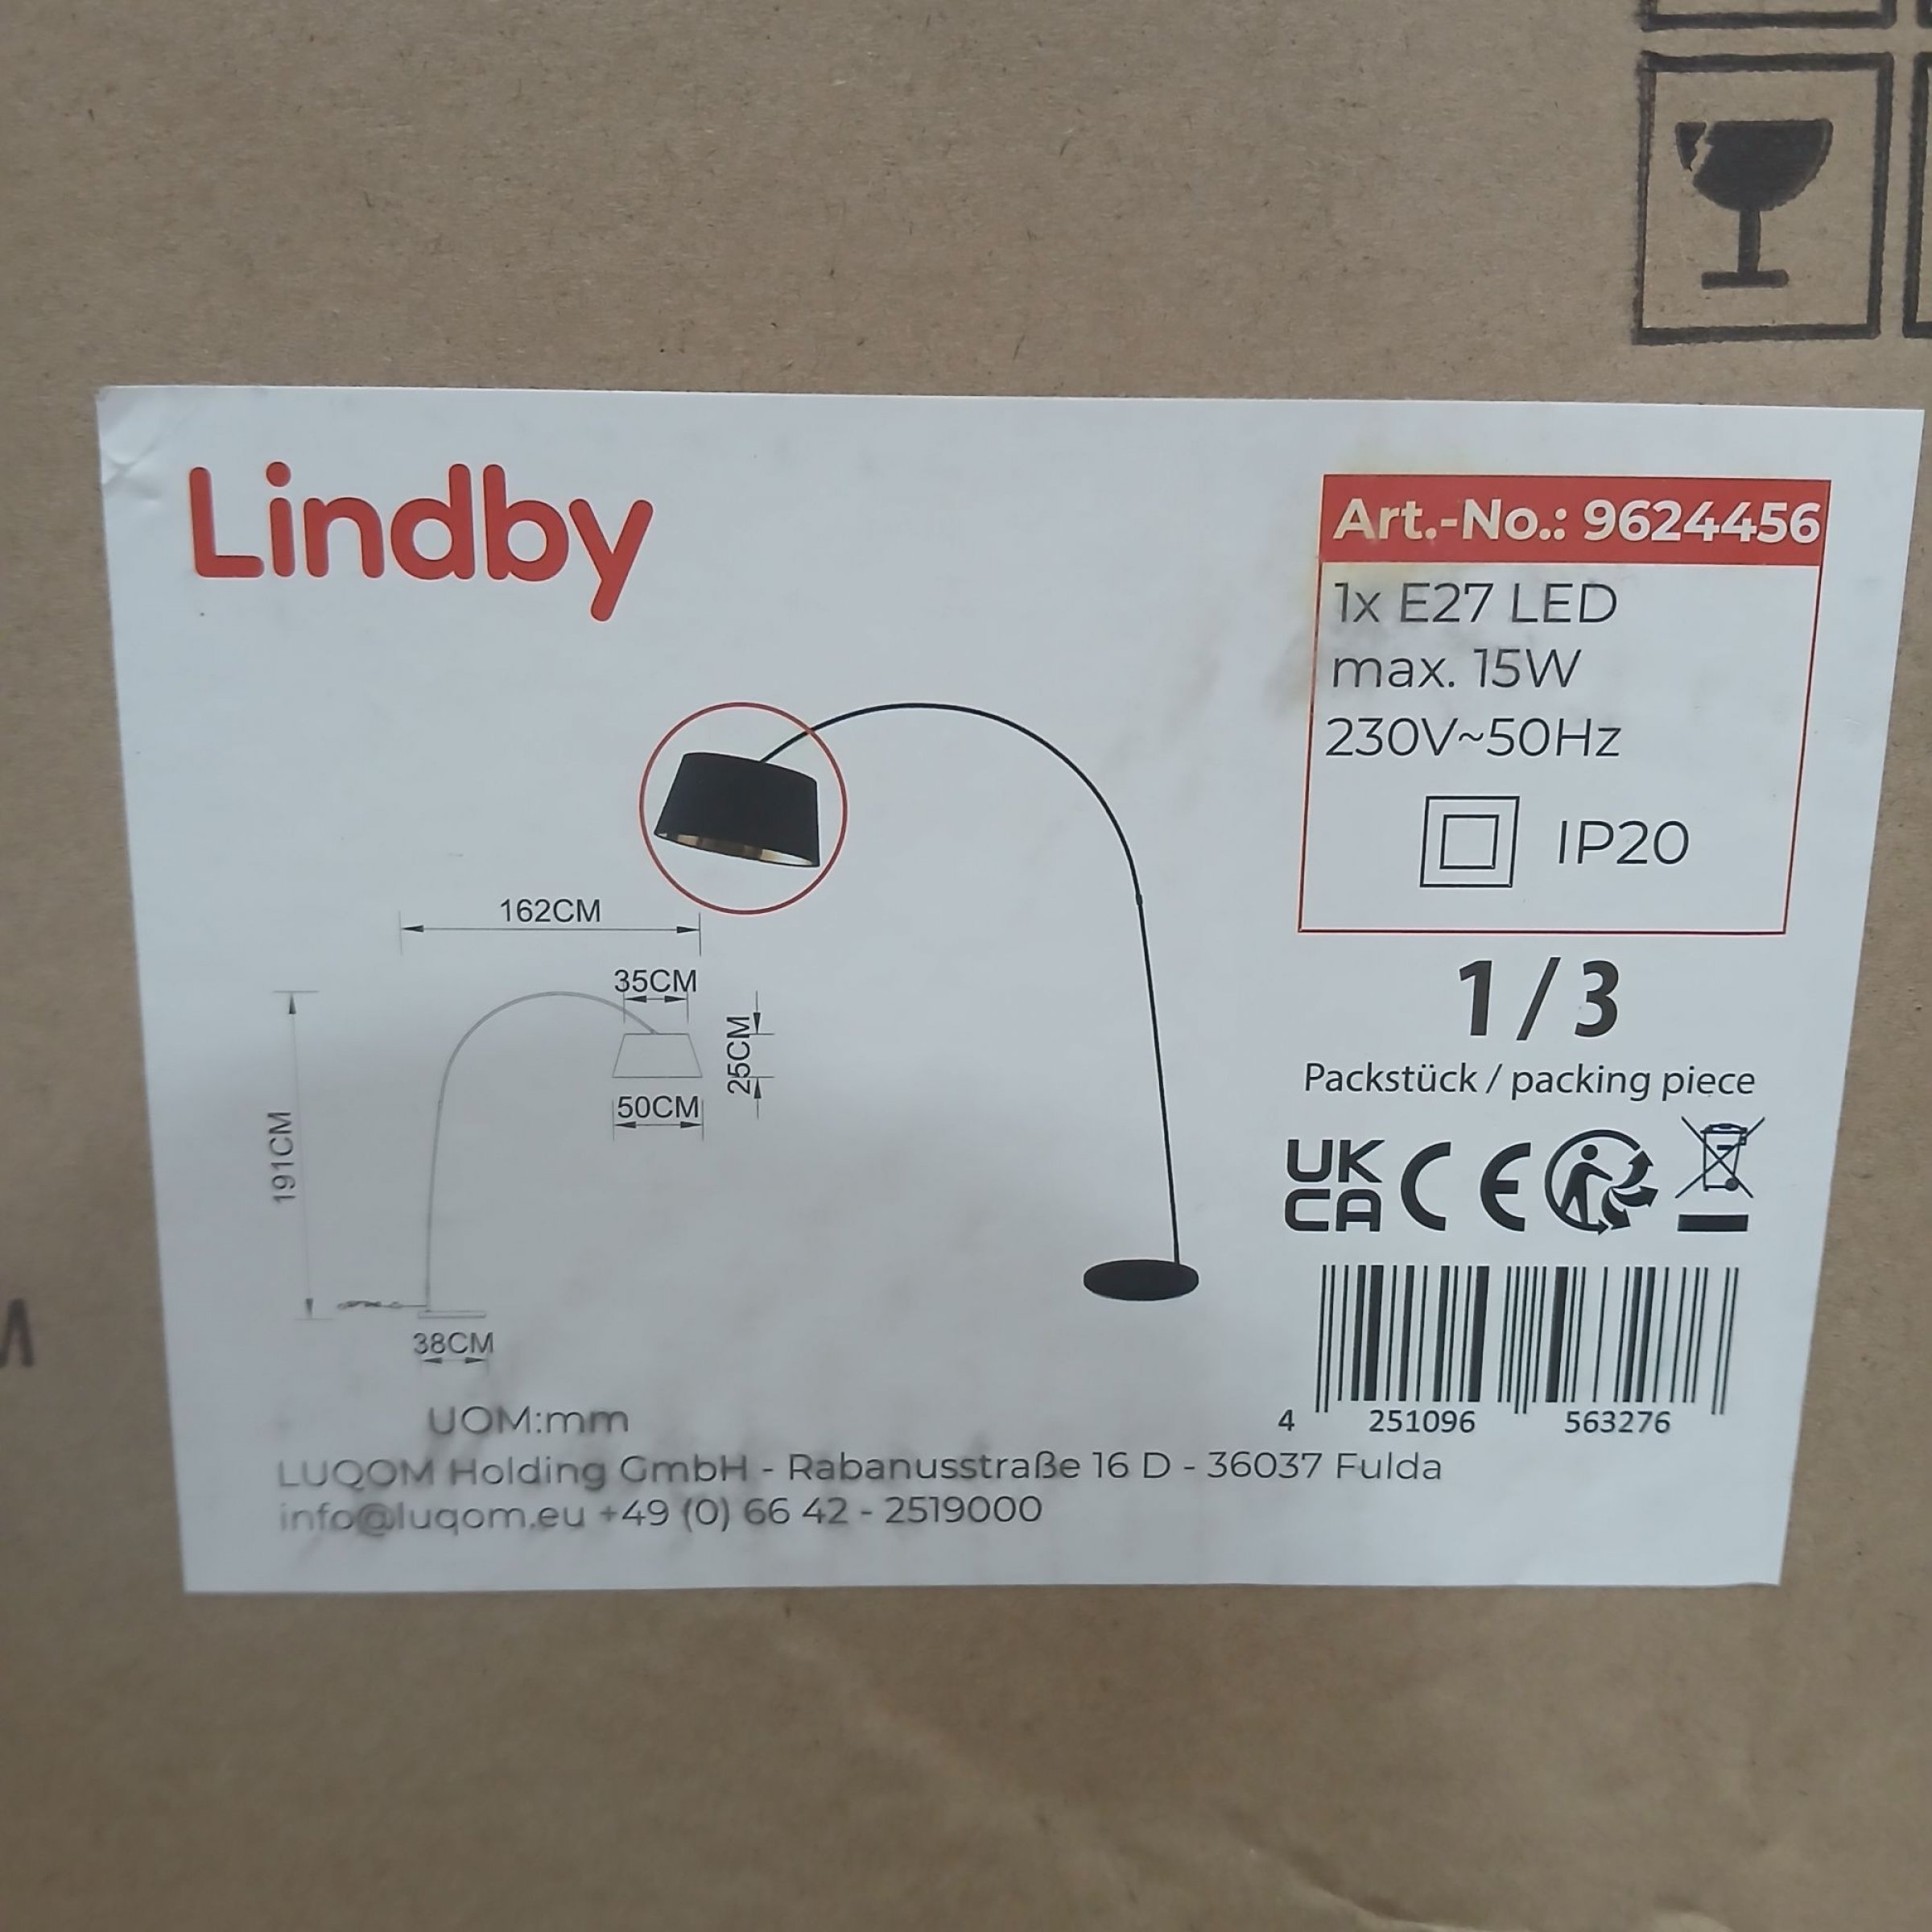 Lindby
Art.-No.: 9624456
1x E27 LED
max. 15W
230V~50Hz
IP20
162CM
35CM
25CM
50CM
191CM
38CM
1/3
Packstück / packing piece
UK
CA CE
4 251096 563276
UOM:mm
LUQOM Holding GmbH - Rabanusstraße 16 D - 36037 Fulda
info@luqom.eu +49 (0) 66 42 - 2519000